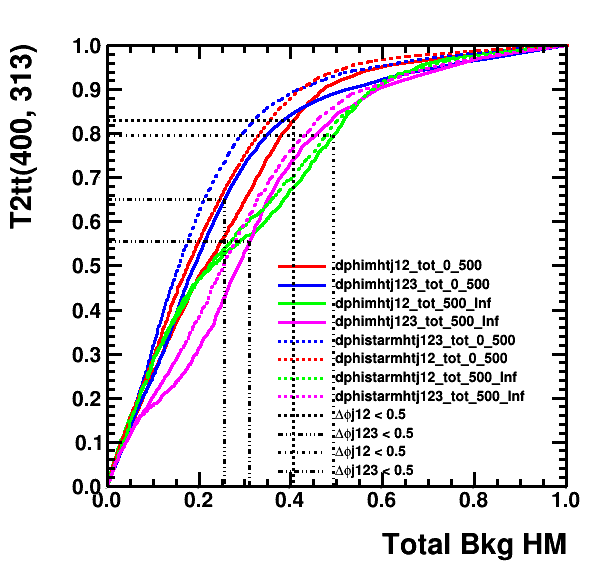 T2tt(400, 313)
1.0
0.9
0.8
0.7
0.6
0.5
0.4
0.3
0.2
0.1
0.0
dphimhtj12_tot_0_500
dphimhtj123_tot_0_500
dphimhtj12_tot_500_Inf
dphimhtj123_tot_500_Inf
dphistarmhtj123_tot_0_500
dphistarmhtj12_tot_0_500
dphistarmhtj12_tot_500_Inf
dphistarmhtj123_tot_500_Inf
Δϕj12 < 0.5
Δϕj123 < 0.5
Δϕj12 < 0.5
Δϕj123 < 0.5
0.0 0.2 0.4 0.6 0.8 1.0
Total Bkg HM